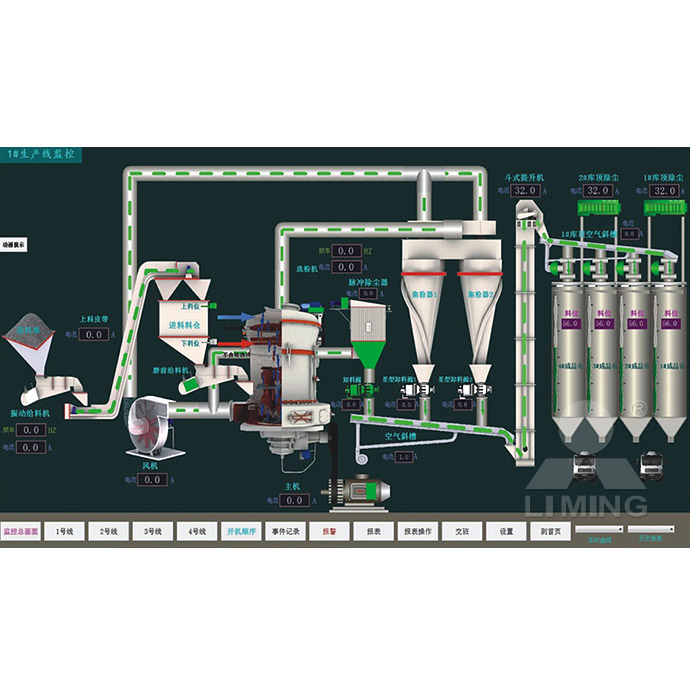 1#生产线监控
斗式提升机
电流 32.0 A
2#库顶除尘
电流 32.0 A
1#库顶除尘
电流 32.0 A
1#库顶空气斜槽
电流 0.0 A
动画演示
频率 0.0 HZ
选粉机
电流 0.0 A
脉冲除尘器
电流 0.0 A
集粉器1
集粉器2
上料位
进料料仓
下料位
上料皮带
电流 0.0 A
磨前给料机
料位
56.0
料位
56.0
料位
56.0
料位
56.0
成品仓
成品仓
成品仓
1#成品仓
振动给料机
频率 0.0 HZ
电流 0.0 A
卸料阀
星型卸料阀1
星型卸料阀2
电流 0.0 A
电流 0.0 A
电流 0.0 A
空气斜槽
电流 1.0 A
风机
电流 0.0 A
主机
电流 0.0 A
®
LIMING
监控总画面
1号线
2号线
3号线
4号线
开机顺序
事件记录
报警
报表
报表操作
交班
设置
到首页
实时曲线
历史报表